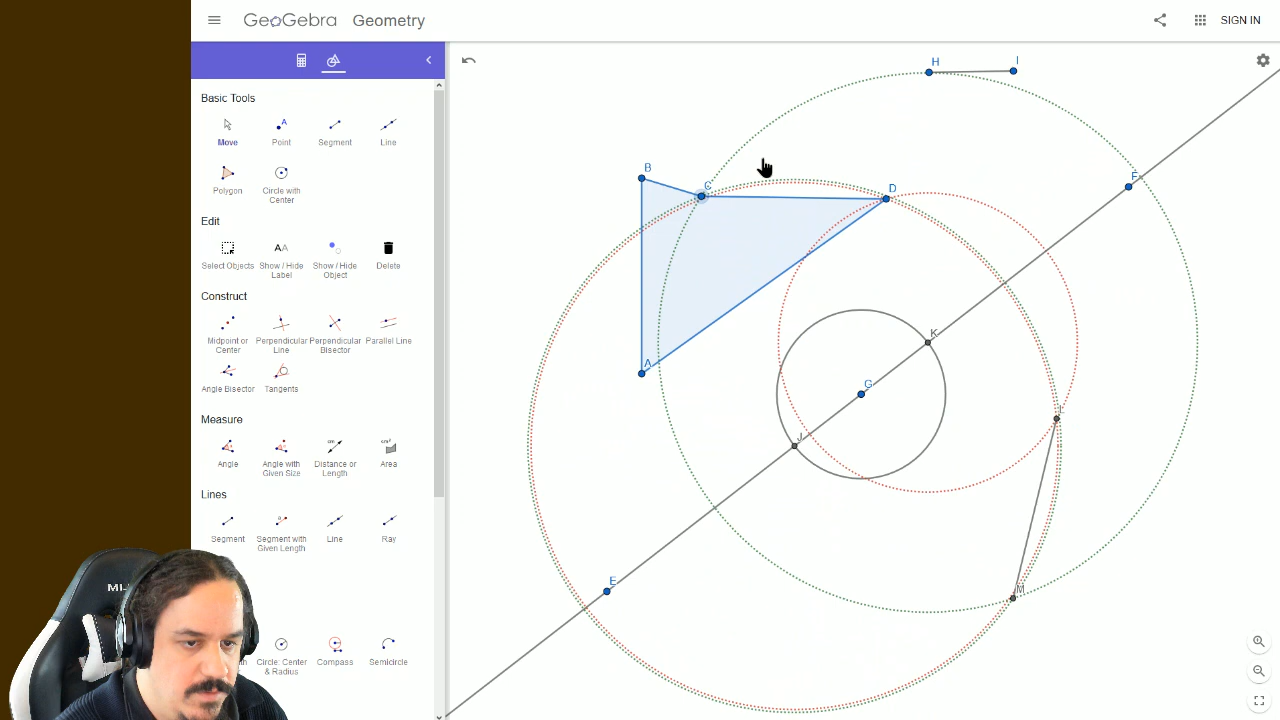 GeoGebra Geometry
SIGN IN
Basic Tools
Move
Point
Segment
Line
Polygon
Circle with
Center
Edit
Select Objects
Show / Hide
Label
Show / Hide
Object
Delete
Construct
Midpoint or
Center
Perpendicular
Line
Perpendicular
Bisector
Parallel Line
Angle Bisector
Tangents
Measure
Angle
Angle with
Given Size
Distance or
Length
Area
Lines
Segment
Segment with
Given Length
Line
Ray
Circle: Center
& Radius
Compass
Semicircle
H
I
B
C
D
F
K
A
G
L
J
E
M